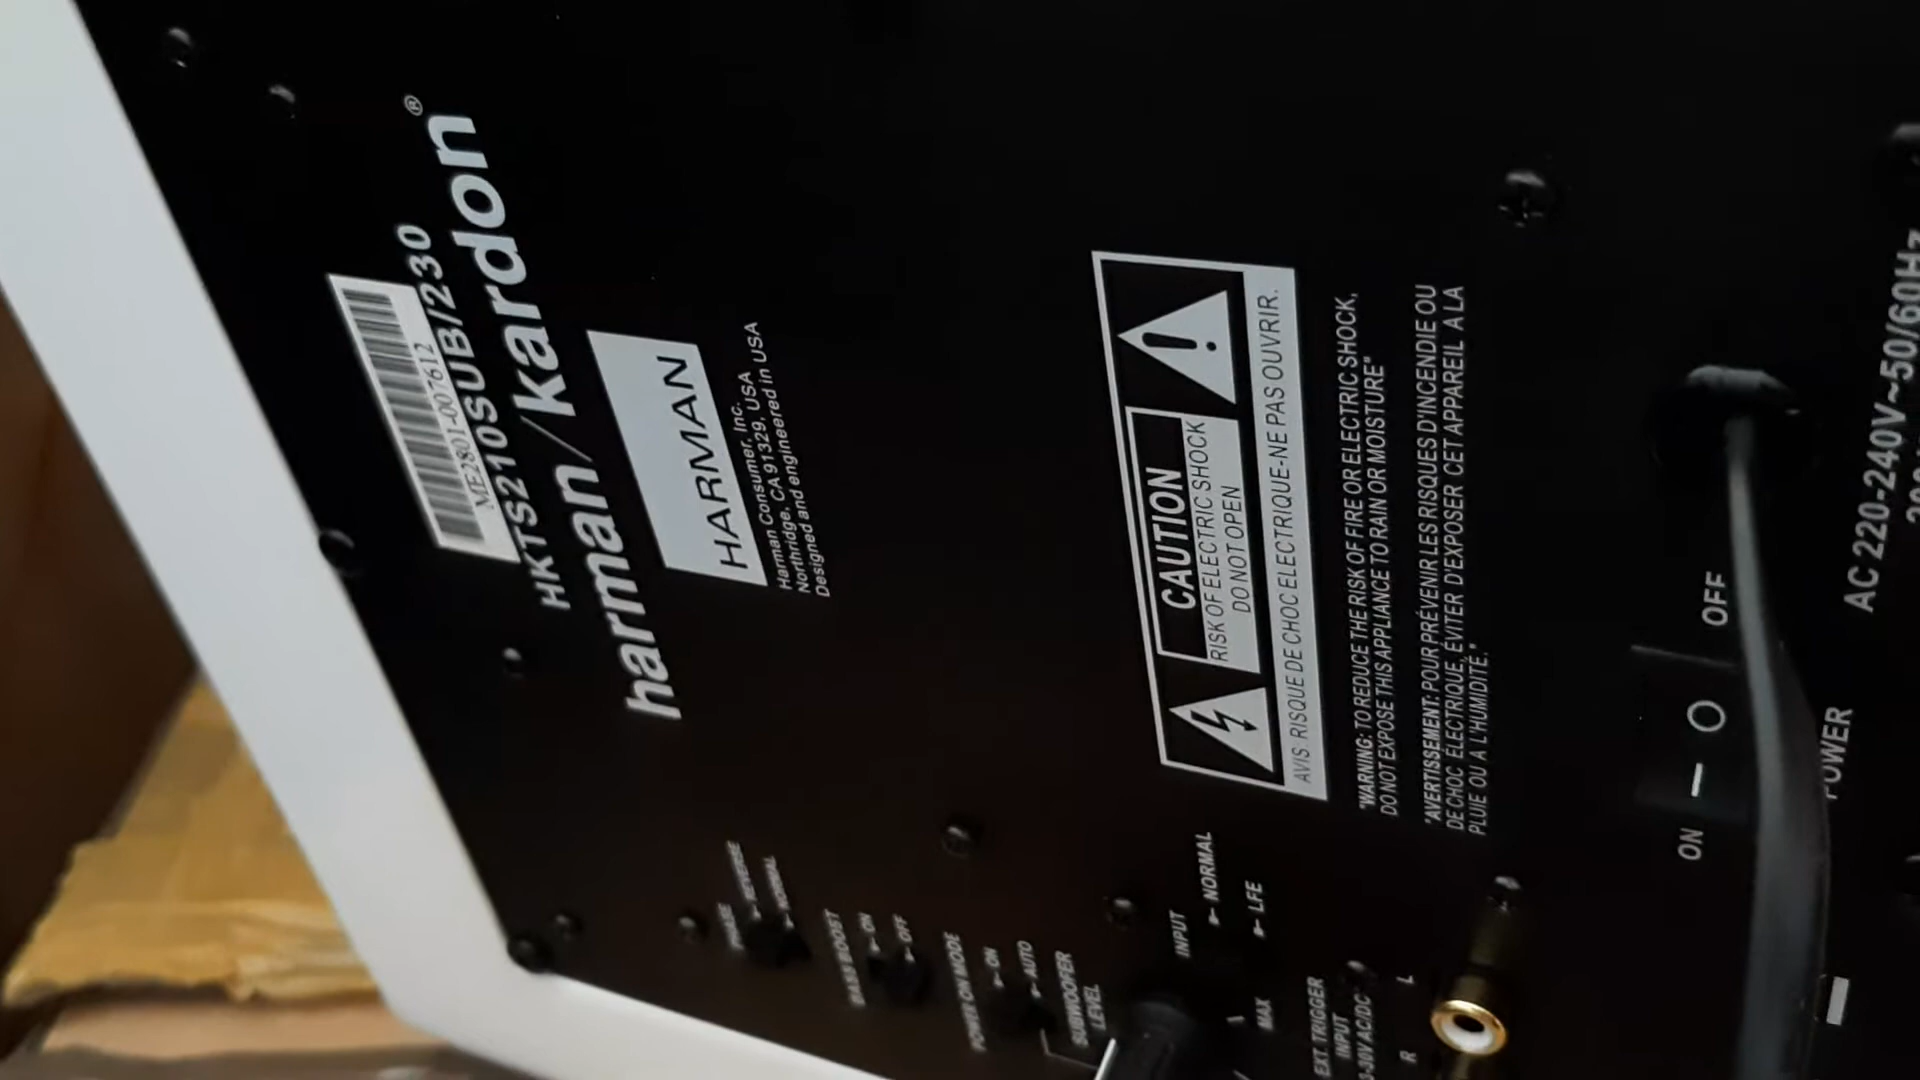 ME2801-007612
HKTS210SUB/230
harman/kardon®
HARMAN
Harman Consumer, Inc.
Northridge, CA 91329, USA
Designed and engineered in USA
CAUTION
RISK OF ELECTRIC SHOCK
DO NOT OPEN
AVIS: RISQUE DE CHOC ELECTRIQUE-NE PAS OUVRIR.
"WARNING: TO REDUCE THE RISK OF FIRE OR ELECTRIC SHOCK,
DO NOT EXPOSE THIS APPLIANCE TO RAIN OR MOISTURE"
"AVERTISSEMENT: POUR PRÉVENIR LES RISQUES D'INCENDIE OU
DE CHOC ÉLECTRIQUE, ÉVITER D'EXPOSER CET APPAREIL A LA
PLUIE OU A L'HUMIDITÉ."
PHASE
REVERSE
NORMAL
BASS BOOST
ON
OFF
POWER ON MODE
ON
AUTO
SUBWOOFER
LEVEL
MAX
INPUT
NORMAL
LFE
EXT. TRIGGER
INPUT
3-30V AC/DC
R L
ON OFF
POWER
AC 220-240V~50/60Hz